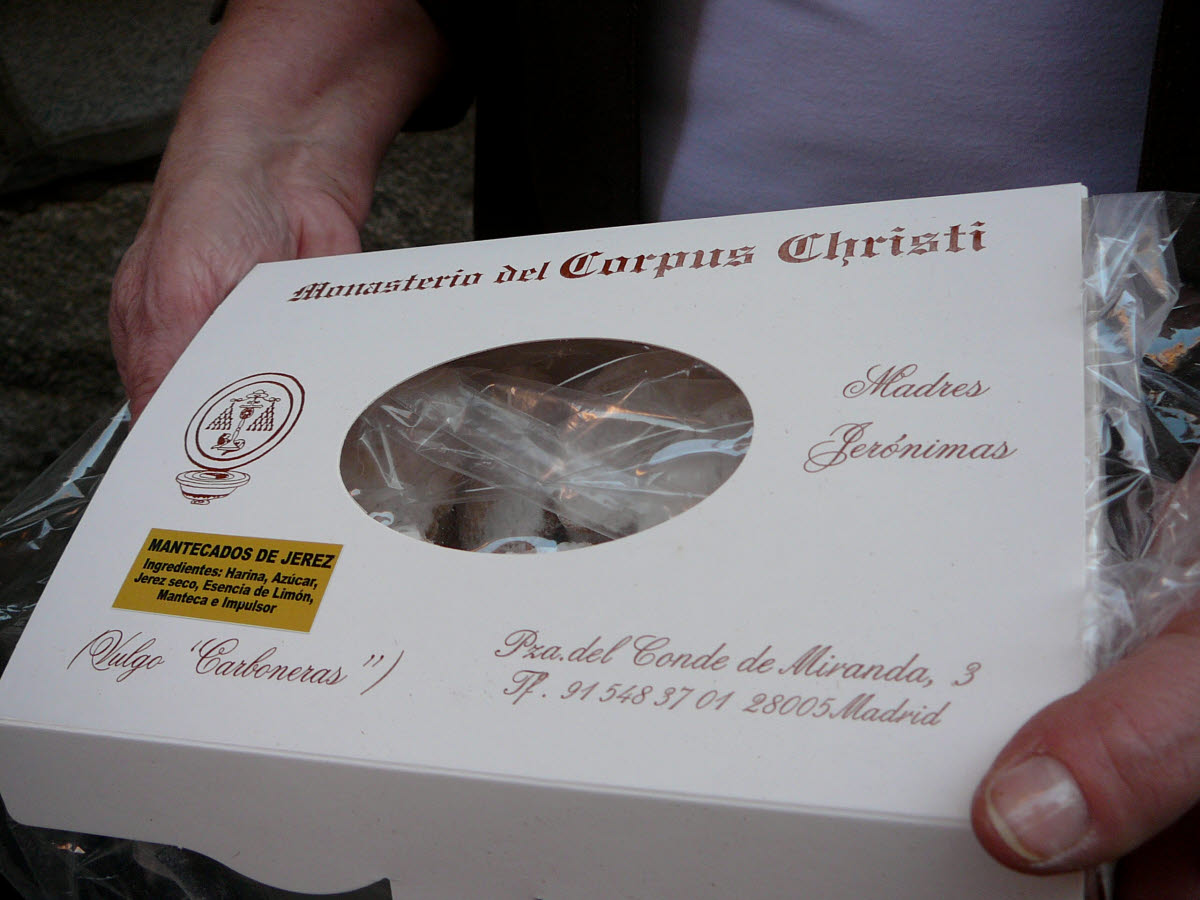 Monasterio del Corpus Christi
Madres
Jerónimas
MANTECADOS DE JEREZ
Ingredientes: Harina, Azúcar,
Jerez seco, Esencia de Limón,
Manteca e Impulsor
(Vulgo "Carboneras")
Pza.del Conde de Miranda, 3
Tf. 91 548 37 01 28005 Madrid